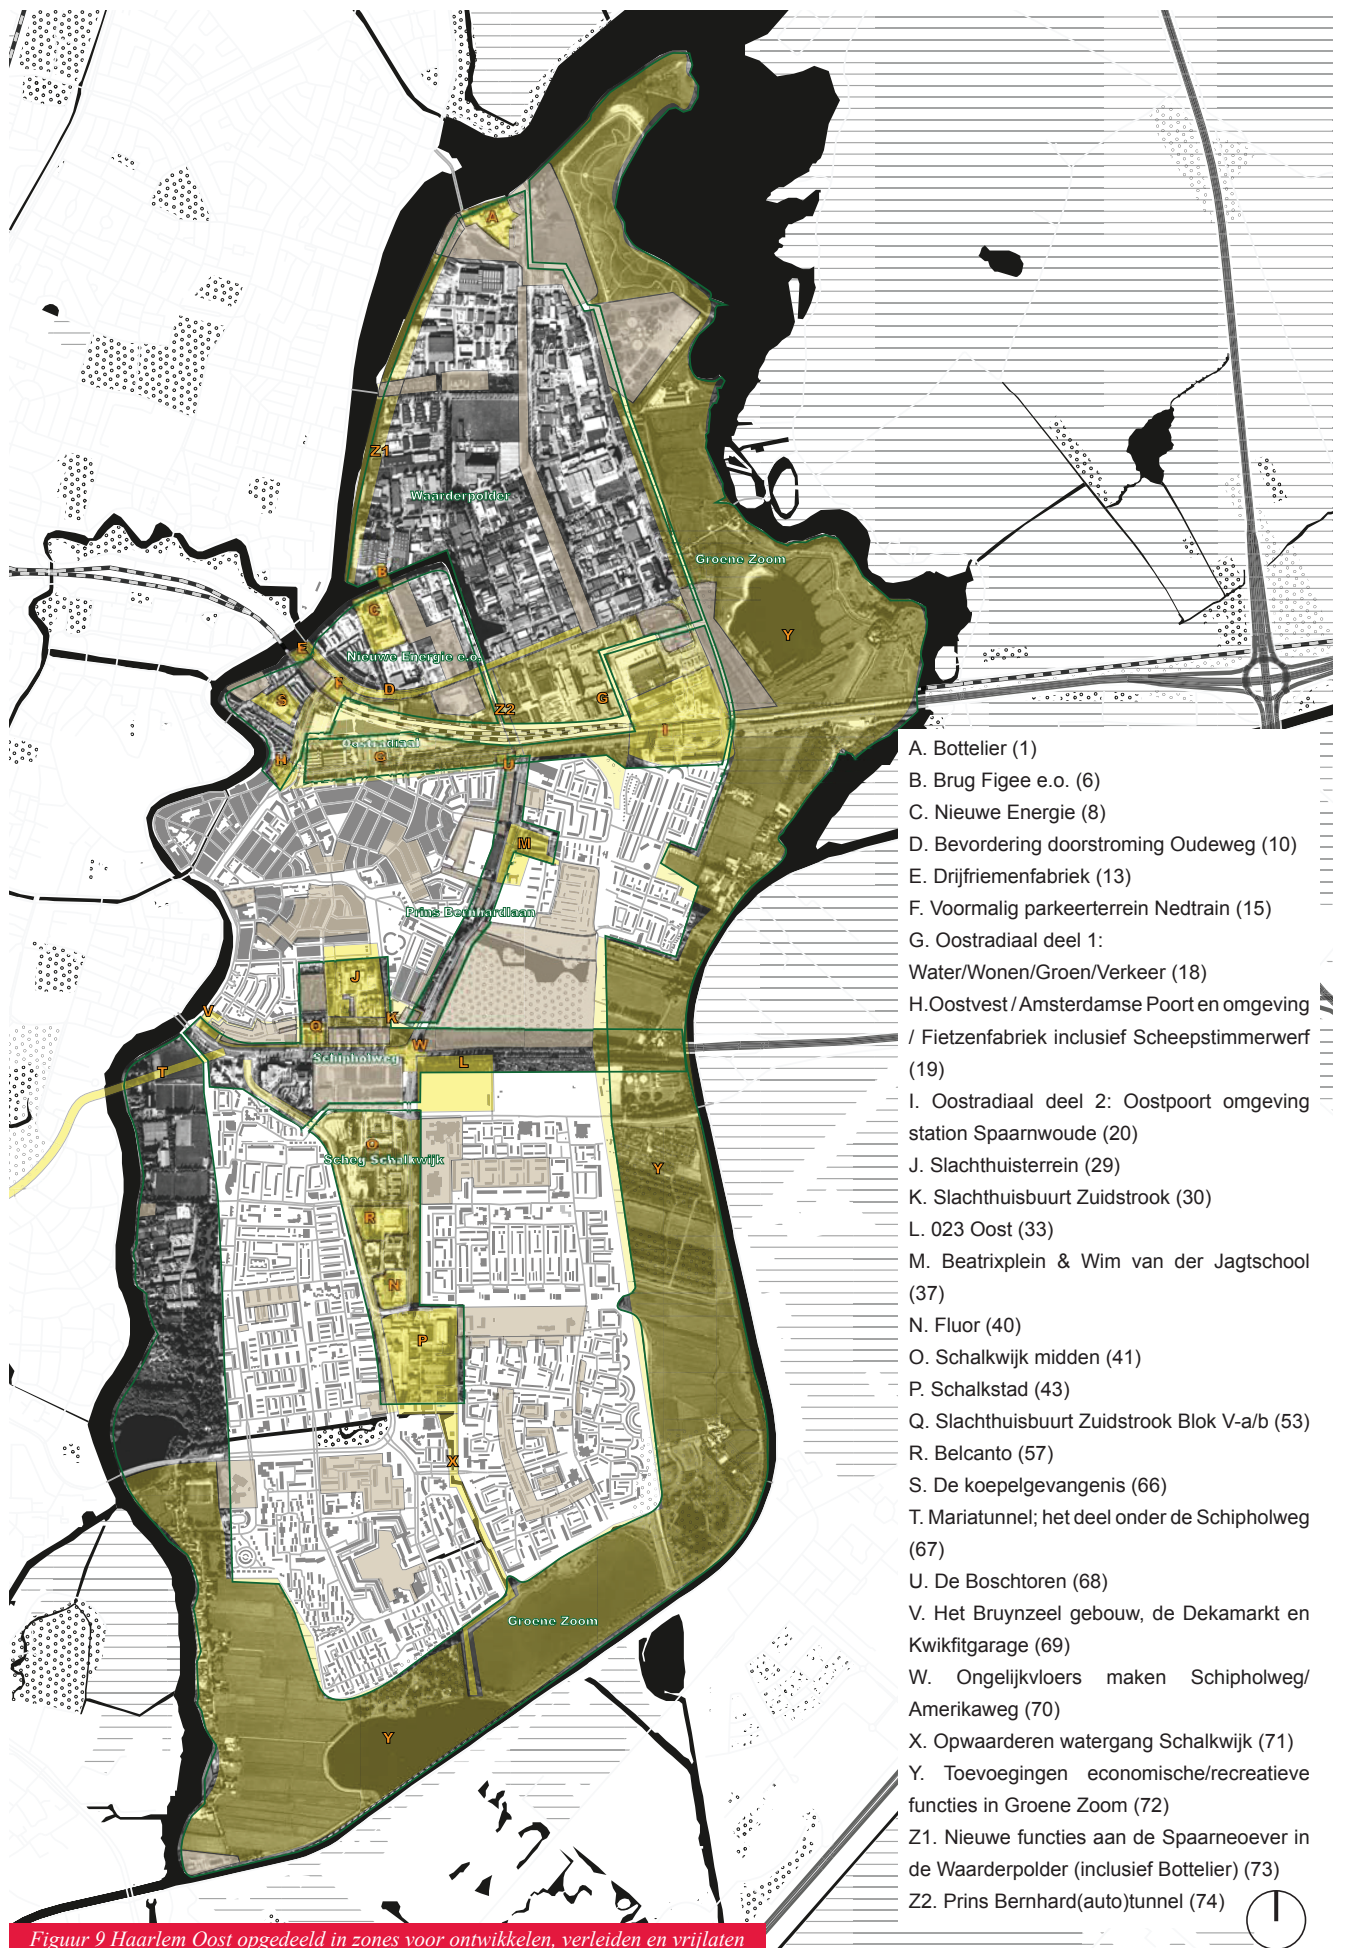 A
Z1
Waarderpolder
Groene Zoom
B
C
Y
E
Nieuwe Energie e.o.
F
D
S
G
Z2
I
Oostradiaal
H
G
U
M
Prins Bernhardlaan
J
V
K
Q
W
Schipholweg
L
T
O
Scheg Schalkwijk
Y
R
N
P
X
Groene Zoom
Y
A. Bottelier (1)
B. Brug Figee e.o. (6)
C. Nieuwe Energie (8)
D. Bevordering doorstroming Oudeweg (10)
E. Drijfriemenfabriek (13)
F. Voormalig parkeerterrein Nedtrain (15)
G. Oostradiaal deel 1:
Water/Wonen/Groen/Verkeer (18)
H.Oostvest / Amsterdamse Poort en omgeving
/ Fietzenfabriek inclusief Scheepstimmerwerf
(19)
I. Oostradiaal deel 2: Oostpoort omgeving
station Spaarnwoude (20)
J. Slachthuisterrein (29)
K. Slachthuisbuurt Zuidstrook (30)
L. 023 Oost (33)
M. Beatrixplein & Wim van der Jagtschool
(37)
N. Fluor (40)
O. Schalkwijk midden (41)
P. Schalkstad (43)
Q. Slachthuisbuurt Zuidstrook Blok V-a/b (53)
R. Belcanto (57)
S. De koepelgevangenis (66)
T. Mariatunnel; het deel onder de Schipholweg
(67)
U. De Boschtoren (68)
V. Het Bruynzeel gebouw, de Dekamarkt en
Kwikfitgarage (69)
W. Ongelijkvloers maken Schipholweg/
Amerikaweg (70)
X. Opwaarderen watergang Schalkwijk (71)
Y. Toevoegingen economische/recreatieve
functies in Groene Zoom (72)
Z1. Nieuwe functies aan de Spaarneoever in
de Waarderpolder (inclusief Bottelier) (73)
Z2. Prins Bernhard(auto)tunnel (74)
Figuur 9 Haarlem Oost opgedeeld in zones voor ontwikkelen, verleiden en vrijlaten